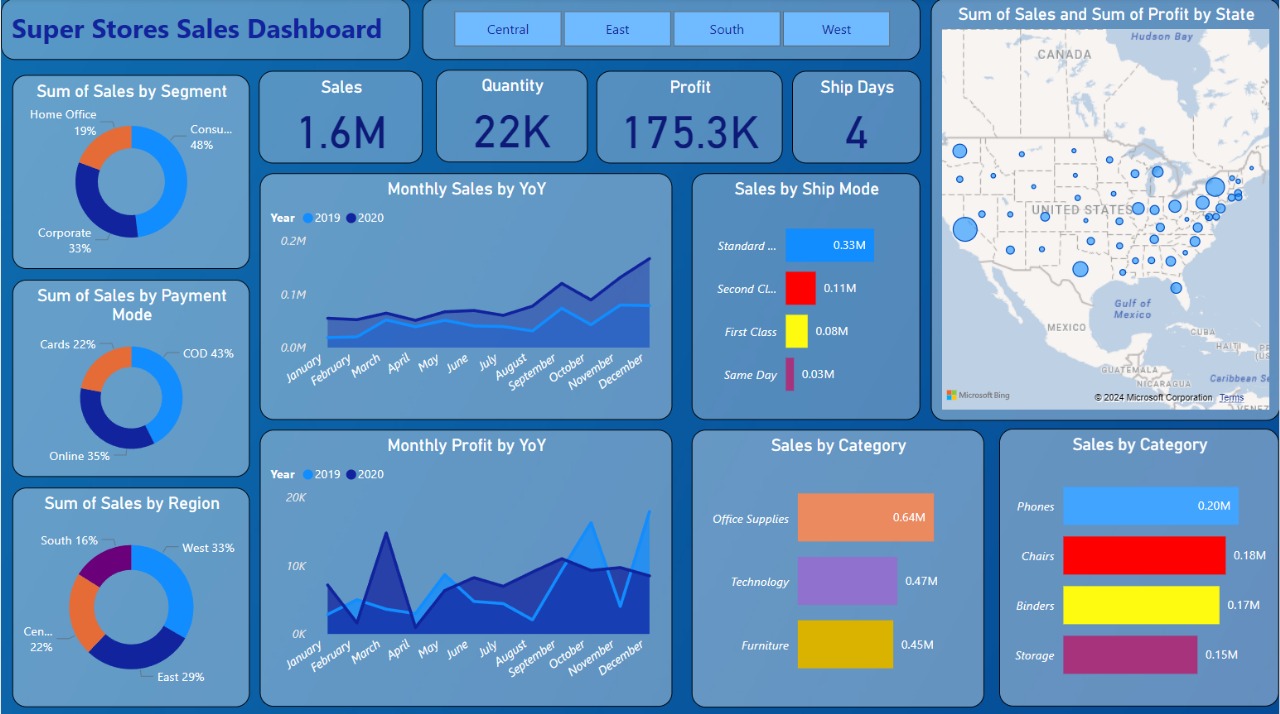 Super Stores Sales Dashboard
Central
East
South
West
Sum of Sales by Segment
Home Office
19%
Consu...
48%
Corporate
33%
Sales
1.6M
Quantity
22K
Profit
175.3K
Ship Days
4
Sum of Sales and Sum of Profit by State
Hudson Bay
CANADA
UNITED STATES
Gulf of
Mexico
MEXICO
CUBA
HAITI
PR
(US
GUATEMALA
NICARAGUA
Caribbean Se
VENEZ
Microsoft Bing
© 2024 Microsoft Corporation Terms
Sum of Sales by Payment
Mode
Cards 22%
COD 43%
Online 35%
Sum of Sales by Region
South 16%
West 33%
Cen...
22%
East 29%
Monthly Sales by YoY
Year 2019 2020
0.2M
0.1M
0.0M
January
February
March
April
May
June
July
August
September
October
November
December
Sales by Ship Mode
Standard ... 0.33M
Second Cl... 0.11M
First Class 0.08M
Same Day 0.03M
Monthly Profit by YoY
Year 2019 2020
20K
10K
0K
January
February
March
April
May
June
July
August
September
October
November
December
Sales by Category
Office Supplies 0.64M
Technology 0.47M
Furniture 0.45M
Sales by Category
Phones 0.20M
Chairs 0.18M
Binders 0.17M
Storage 0.15M